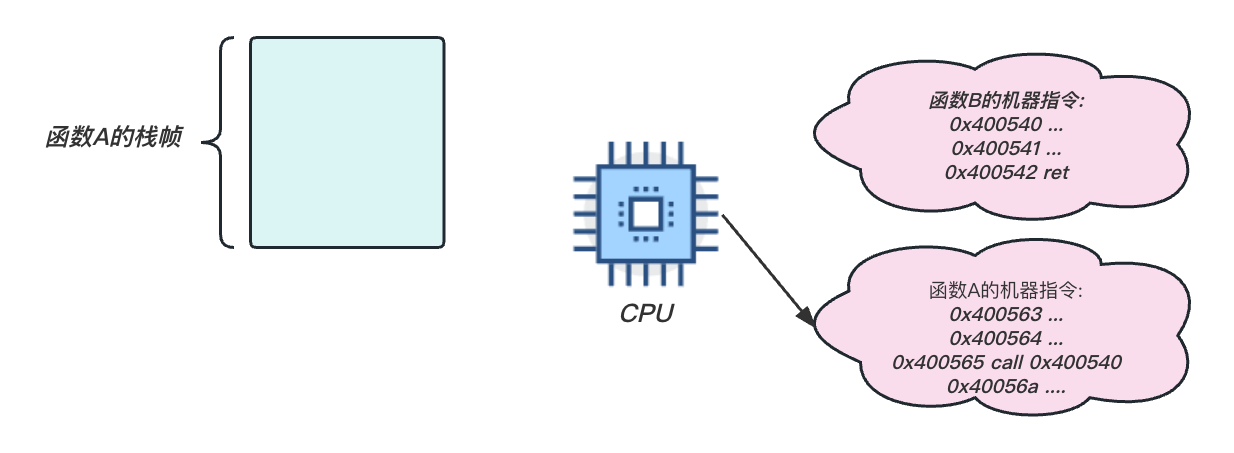 函数A的栈帧
CPU
函数B的机器指令:
0x400540 ...
0x400541 ...
0x400542 ret
函数A的机器指令:
0x400563 ...
0x400564 ...
0x400565 call 0x400540
0x40056a ....